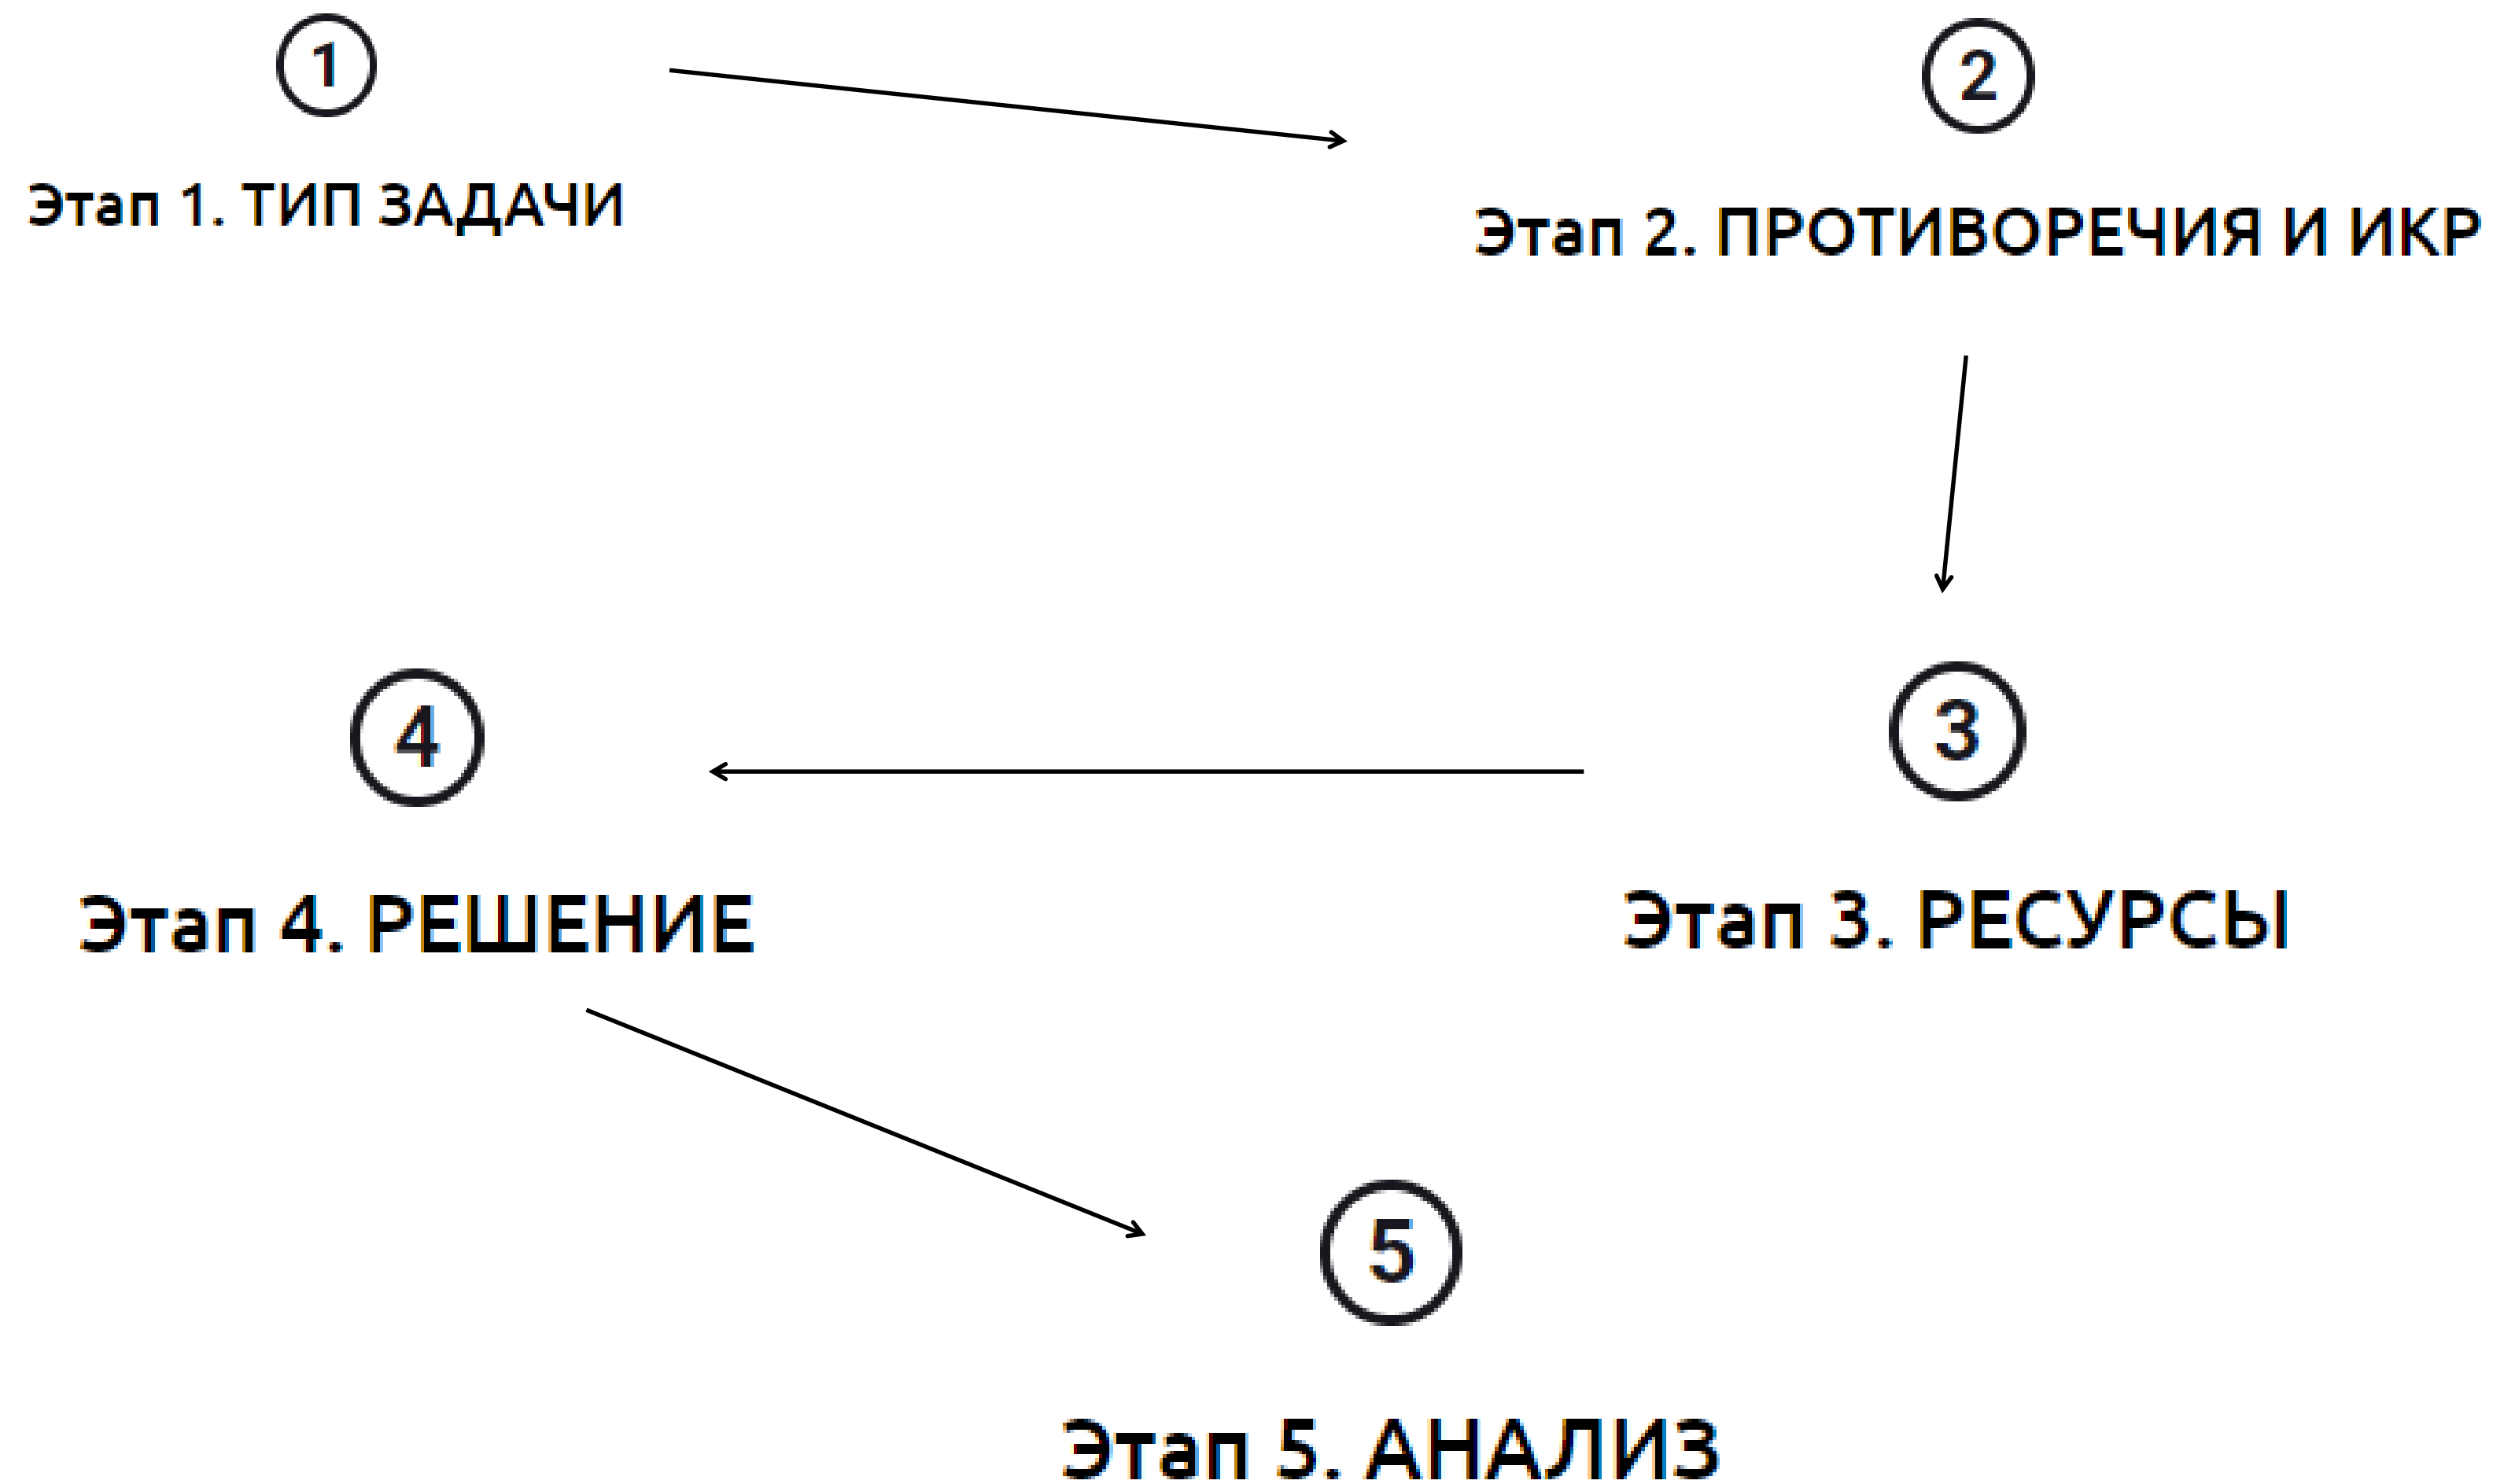 1
Этап 1. ТИП ЗАДАЧИ
2
Этап 2. ПРОТИВОРЕЧИЯ И ИКР
3
Этап 3. РЕСУРСЫ
4
Этап 4. РЕШЕНИЕ
5
Этап 5. АНАЛИЗ